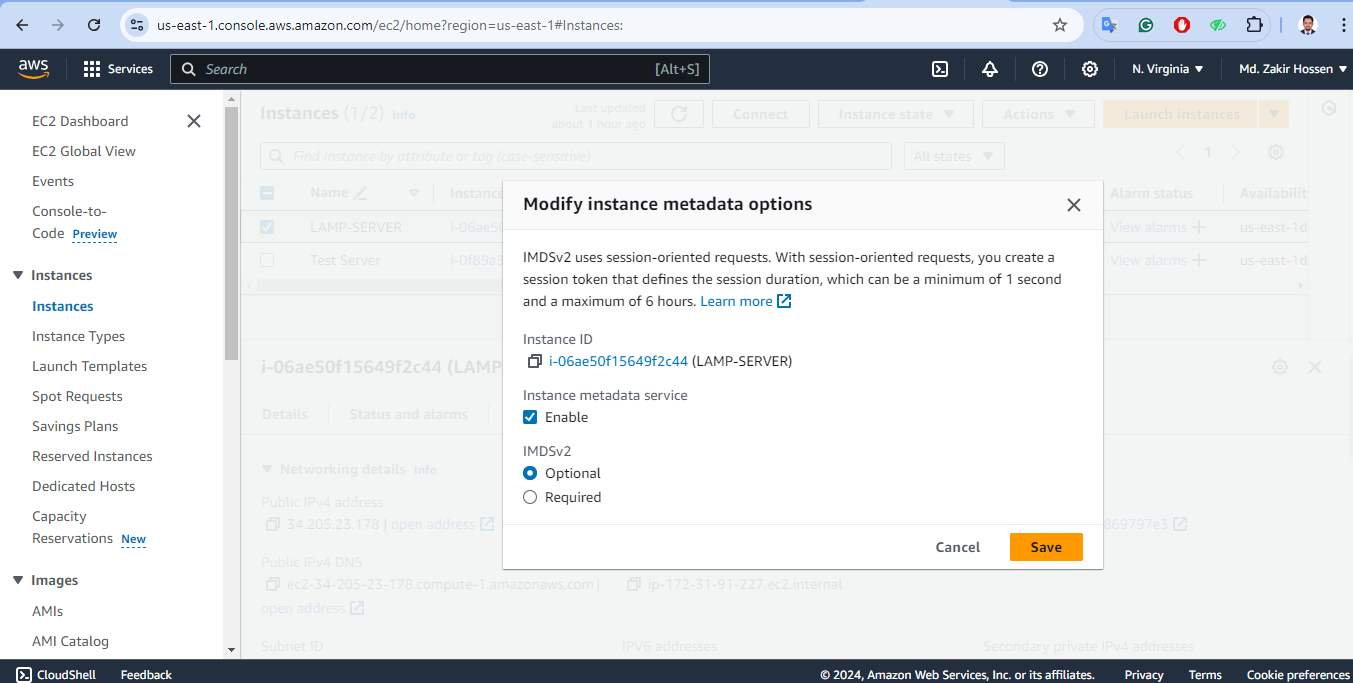 us-east-1.console.aws.amazon.com/ec2/home?region=us-east-1#Instances:
aws
Services
Search
[Alt+S]
N. Virginia
Md. Zakir Hossen
EC2 Dashboard
EC2 Global View
Events
Console-to-
Code Preview
Instances
Instances
Instance Types
Launch Templates
Spot Requests
Savings Plans
Reserved Instances
Dedicated Hosts
Capacity
Reservations New
Images
AMIs
AMI Catalog
Instances (1/2) Info
Last updated
about 1 hour ago
Connect
Instance state
Actions
Launch instances
Find Instance by attribute or tag (case-sensitive)
All states
1
Name
Instance
Alarm status
Availabilit
LAMP-SERVER
i-06ae50
View alarms
us-east-1d
Test Server
i-0f89a3
View alarms
us-east-1d
i-06ae50f15649f2c44 (LAMP
Details
Status and alarms
Networking details Info
Public IPv4 address
34.205.23.178 | open address
869797e3
Public IPv4 DNS
ec2-34-205-23-178.compute-1.amazonaws.com |
open address
ip-172-31-91-227.ec2.internal
Subnet ID
IPV6 addresses
Secondary private IPv4 addresses
Modify instance metadata options
IMDSv2 uses session-oriented requests. With session-oriented requests, you create a
session token that defines the session duration, which can be a minimum of 1 second
and a maximum of 6 hours. Learn more
Instance ID
i-06ae50f15649f2c44 (LAMP-SERVER)
Instance metadata service
Enable
IMDSv2
Optional
Required
Cancel
Save
CloudShell
Feedback
© 2024, Amazon Web Services, Inc. or its affiliates.
Privacy
Terms
Cookie preferences